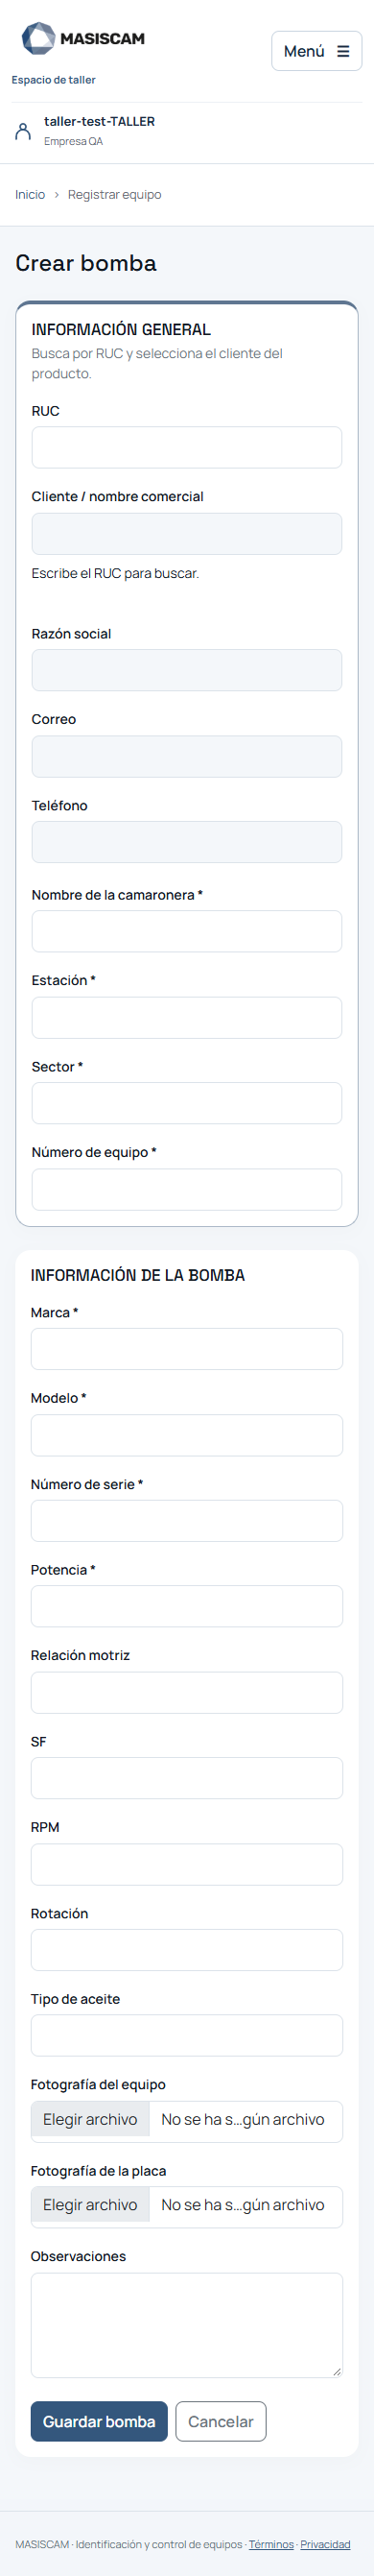 MASISCAM
Menú ☰
Espacio de taller
taller-test-TALLER
Empresa QA
Inicio › Registrar equipo
Crear bomba
INFORMACIÓN GENERAL
Busca por RUC y selecciona el cliente del
producto.
RUC
Cliente / nombre comercial
Escribe el RUC para buscar.
Razón social
Correo
Teléfono
Nombre de la camaronera *
Estación *
Sector *
Número de equipo *
INFORMACIÓN DE LA BOMBA
Marca *
Modelo *
Número de serie *
Potencia *
Relación motriz
SF
RPM
Rotación
Tipo de aceite
Fotografía del equipo
Elegir archivo No se ha s...gún archivo
Fotografía de la placa
Elegir archivo No se ha s...gún archivo
Observaciones
Guardar bomba Cancelar
MASISCAM · Identificación y control de equipos · Términos · Privacidad